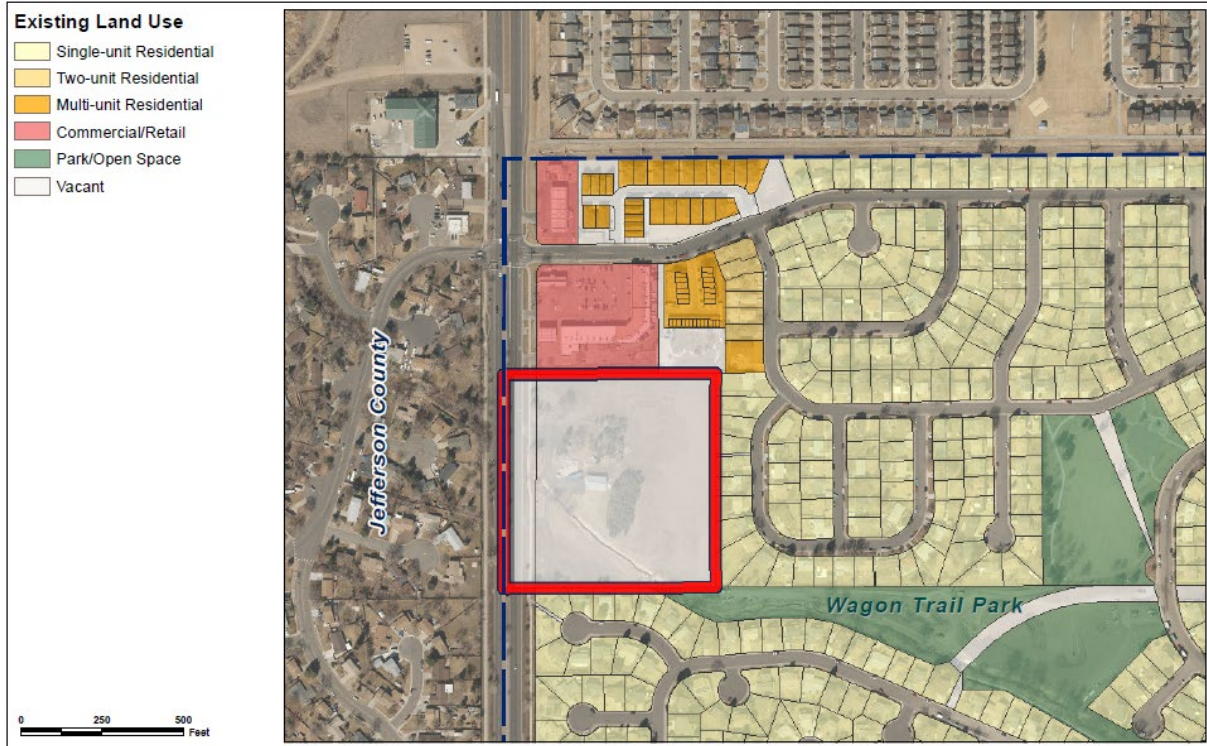 Existing Land Use
Single-unit Residential
Two-unit Residential
Multi-unit Residential
Commercial/Retail
Park/Open Space
Vacant
Jefferson County
Wagon Trail Park
0 250 500
Feet